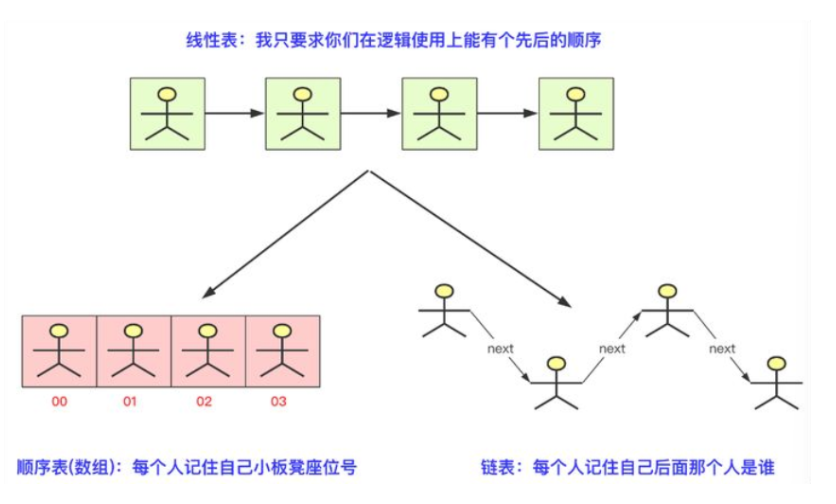 线性表：我只要求你们在逻辑使用上能有个先后的顺序
next
next
next
00
01
02
03
顺序表(数组)：每个人记住自己小板凳座位号
链表：每个人记住自己后面那个人是谁